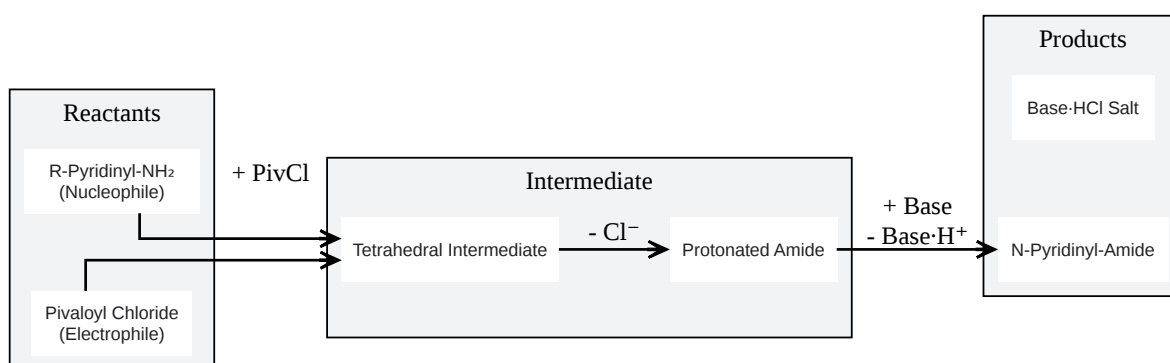 Reactants
R-Pyridinyl-NH₂
(Nucleophile)
Pivaloyl Chloride
(Electrophile)
+ PivCl
Intermediate
Tetrahedral Intermediate
- Cl⁻
Protonated Amide
+ Base
- Base·H⁺
Products
Base·HCl Salt
N-Pyridinyl-Amide